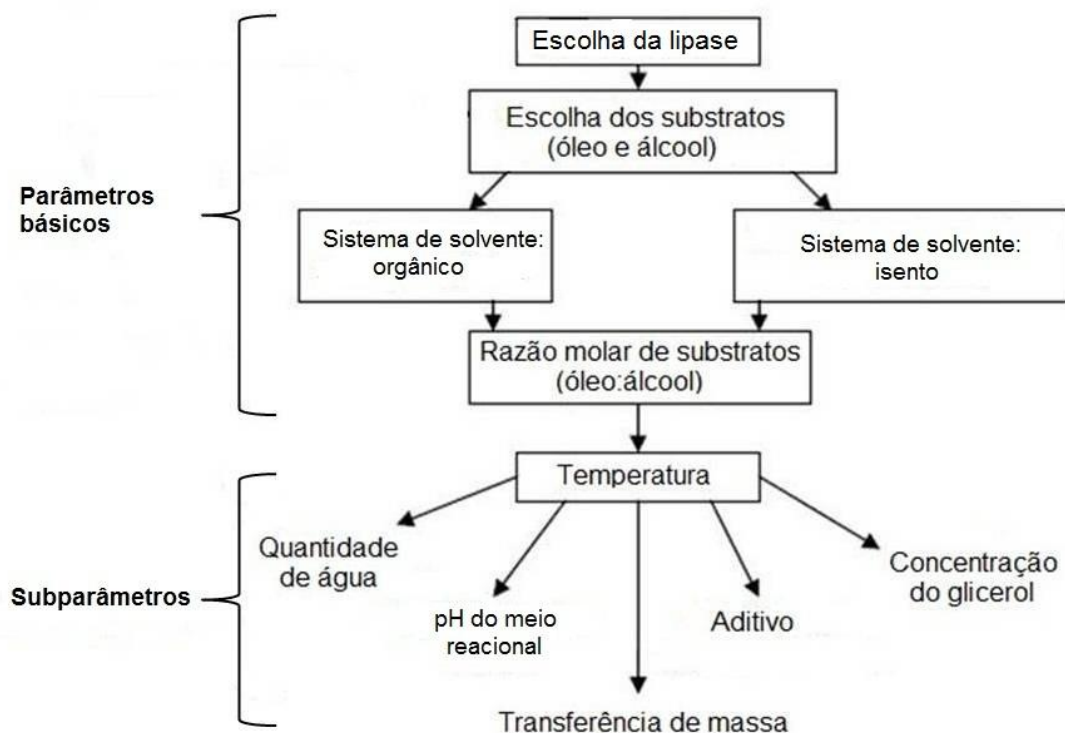 Escolha da lipase
Escolha dos substratos
(óleo e álcool)
Parâmetros
básicos
Sistema de solvente:
orgânico
Sistema de solvente:
isento
Razão molar de substratos
(óleo:álcool)
Temperatura
Subparâmetros
Quantidade
de água
pH do meio
reacional
Transferência de massa
Aditivo
Concentração
do glicerol